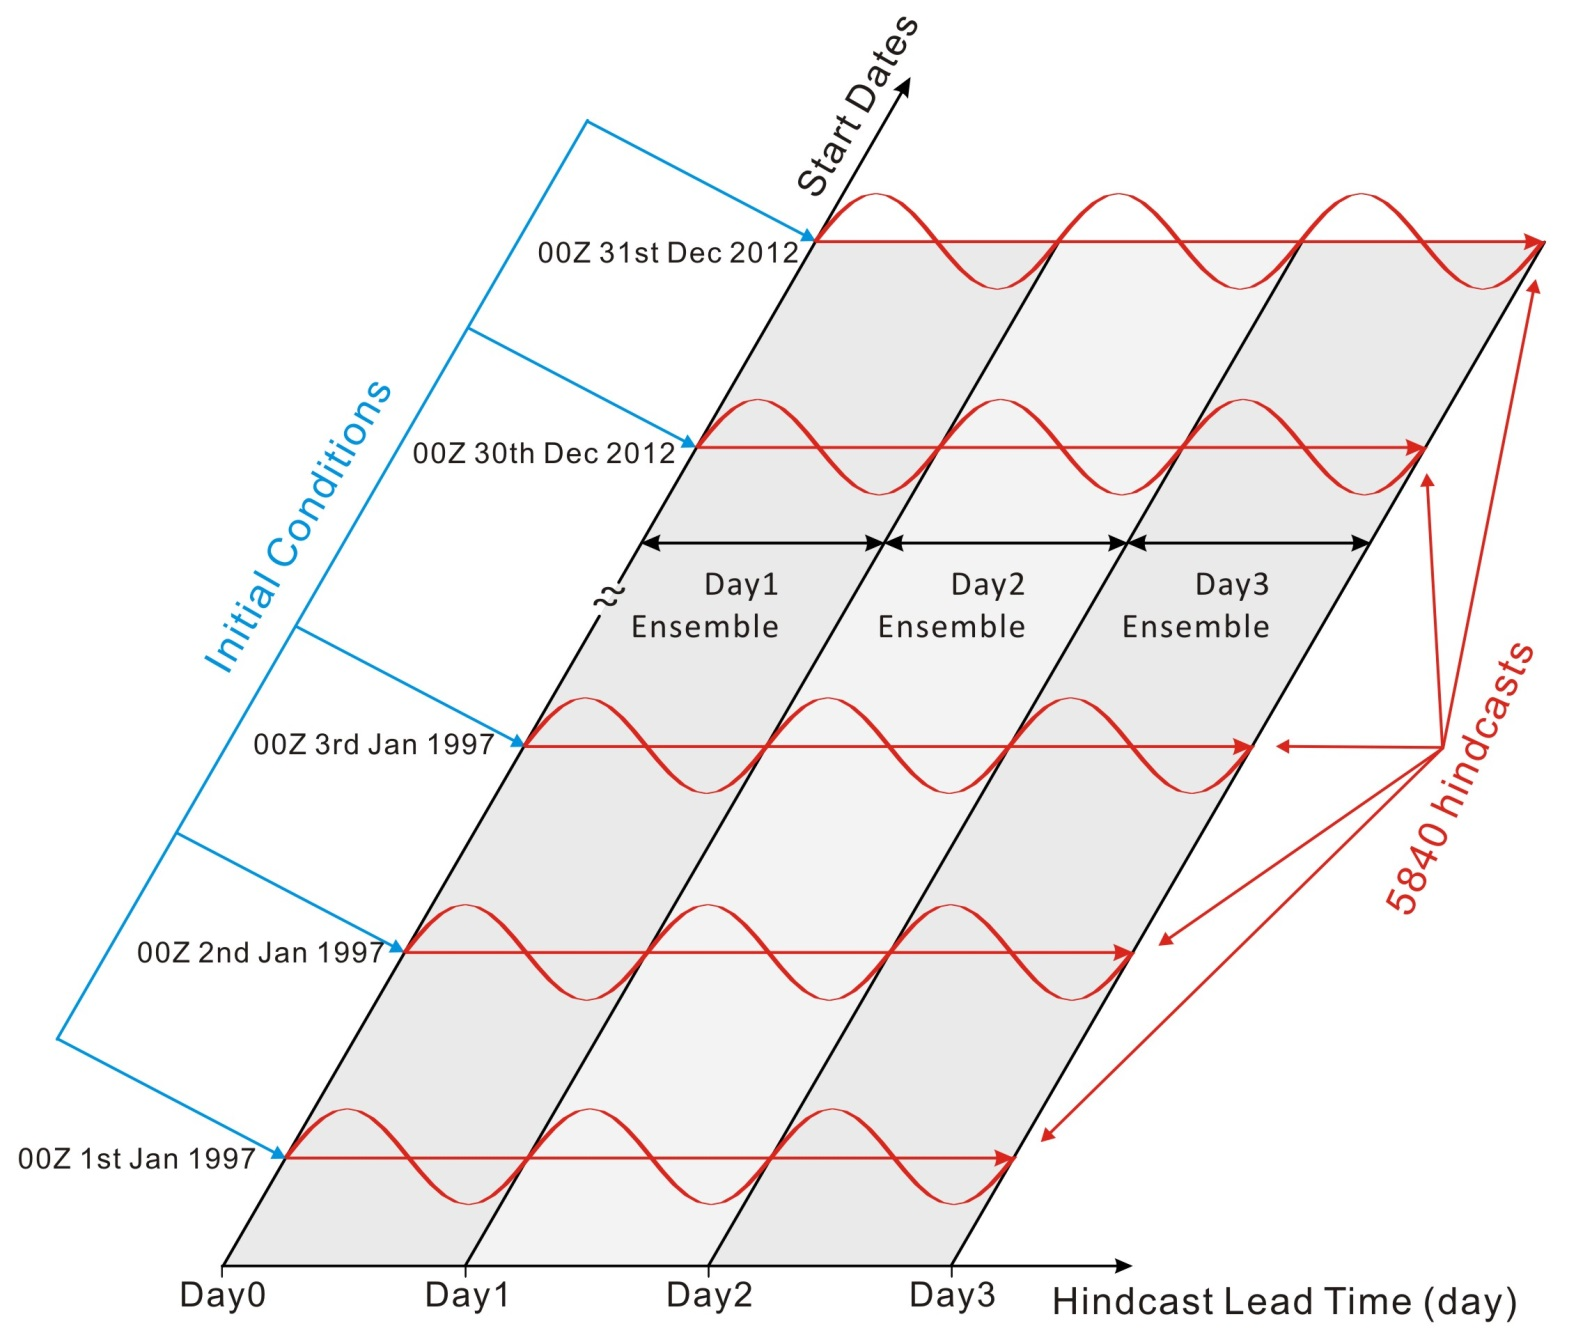 Start Dates
00Z 31st Dec 2012
00Z 30th Dec 2012
Initial Conditions
Day1
Ensemble
Day2
Ensemble
Day3
Ensemble
00Z 3rd Jan 1997
5840 hindcasts
00Z 2nd Jan 1997
00Z 1st Jan 1997
Day0
Day1
Day2
Day3
Hindcast Lead Time (day)